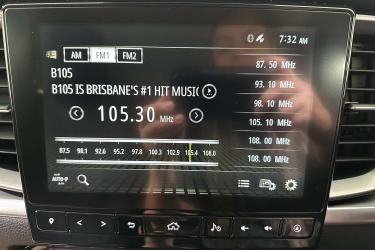 7:32 AM
AM FM1 FM2
B105
B105 IS BRISBANE'S #1 HIT MUSIC
105.30 MHz
87.5 90.1 92.6 95.2 97.8 100.3 102.9 105.4 108.0
AUTO-P
87. 50 MHz
93. 10 MHz
98. 10 MHz
105. 10 MHz
108. 00 MHz
108. 00 MHz